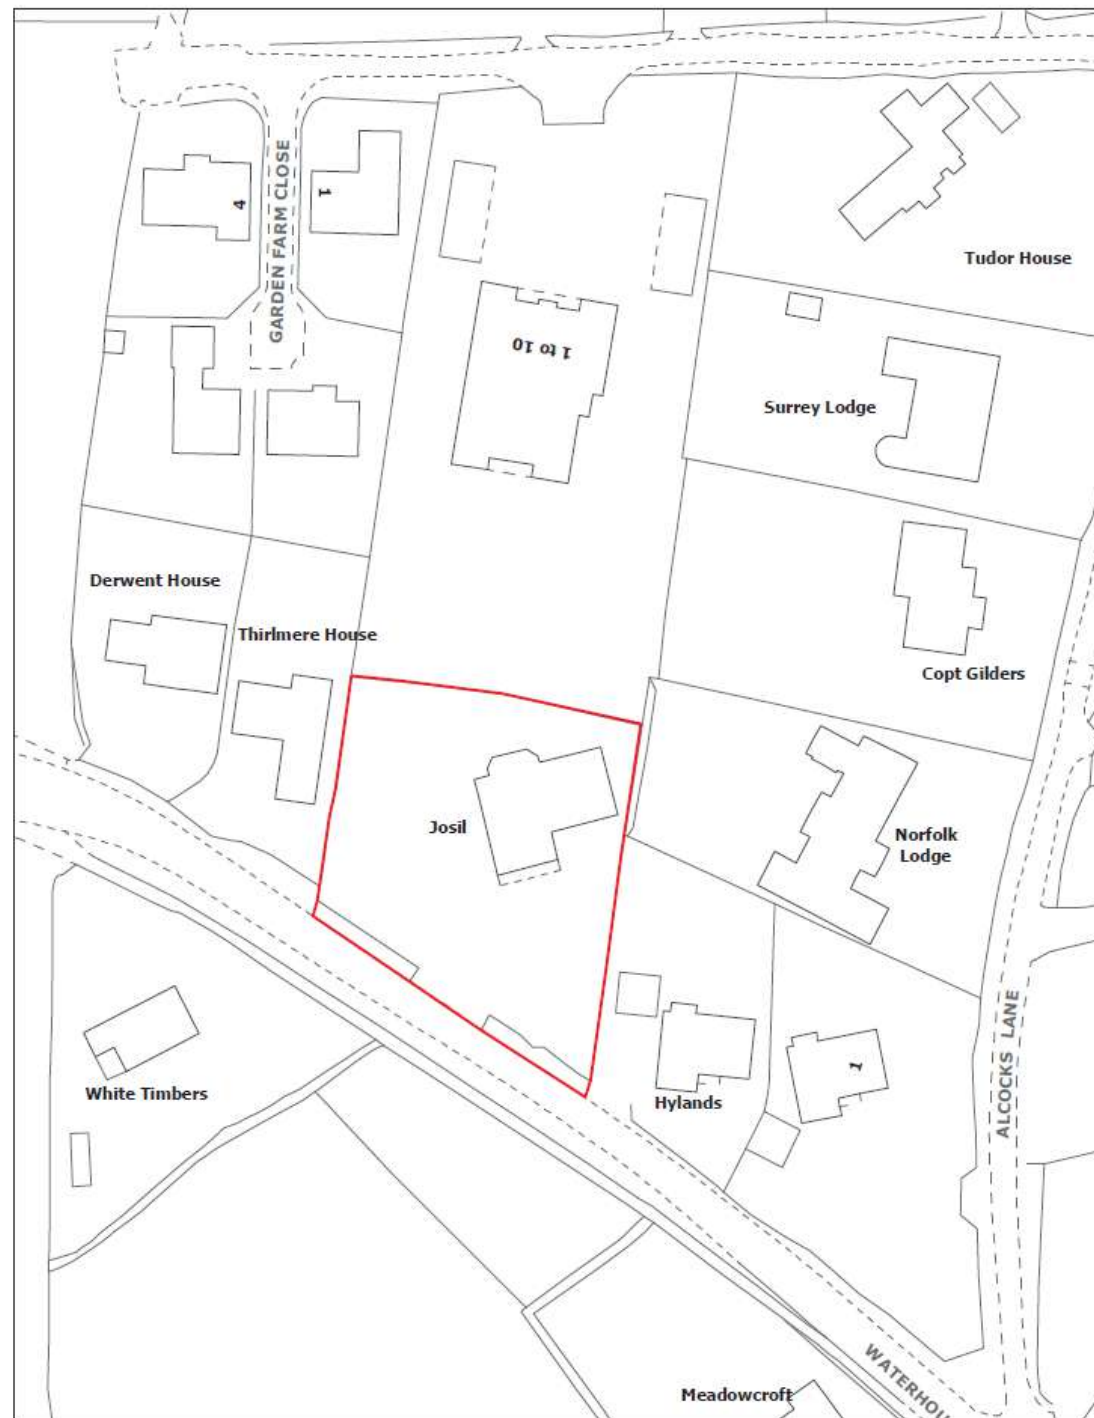 GARDEN FARM CLOSE
4
1
Tudor House
1 to 10
Surrey Lodge
Derwent House
Thirlmere House
Copt Gilders
Josil
Norfolk
Lodge
White Timbers
Hylands
1
ALCOCKS LANE
WATERHOU
Meadowcroft